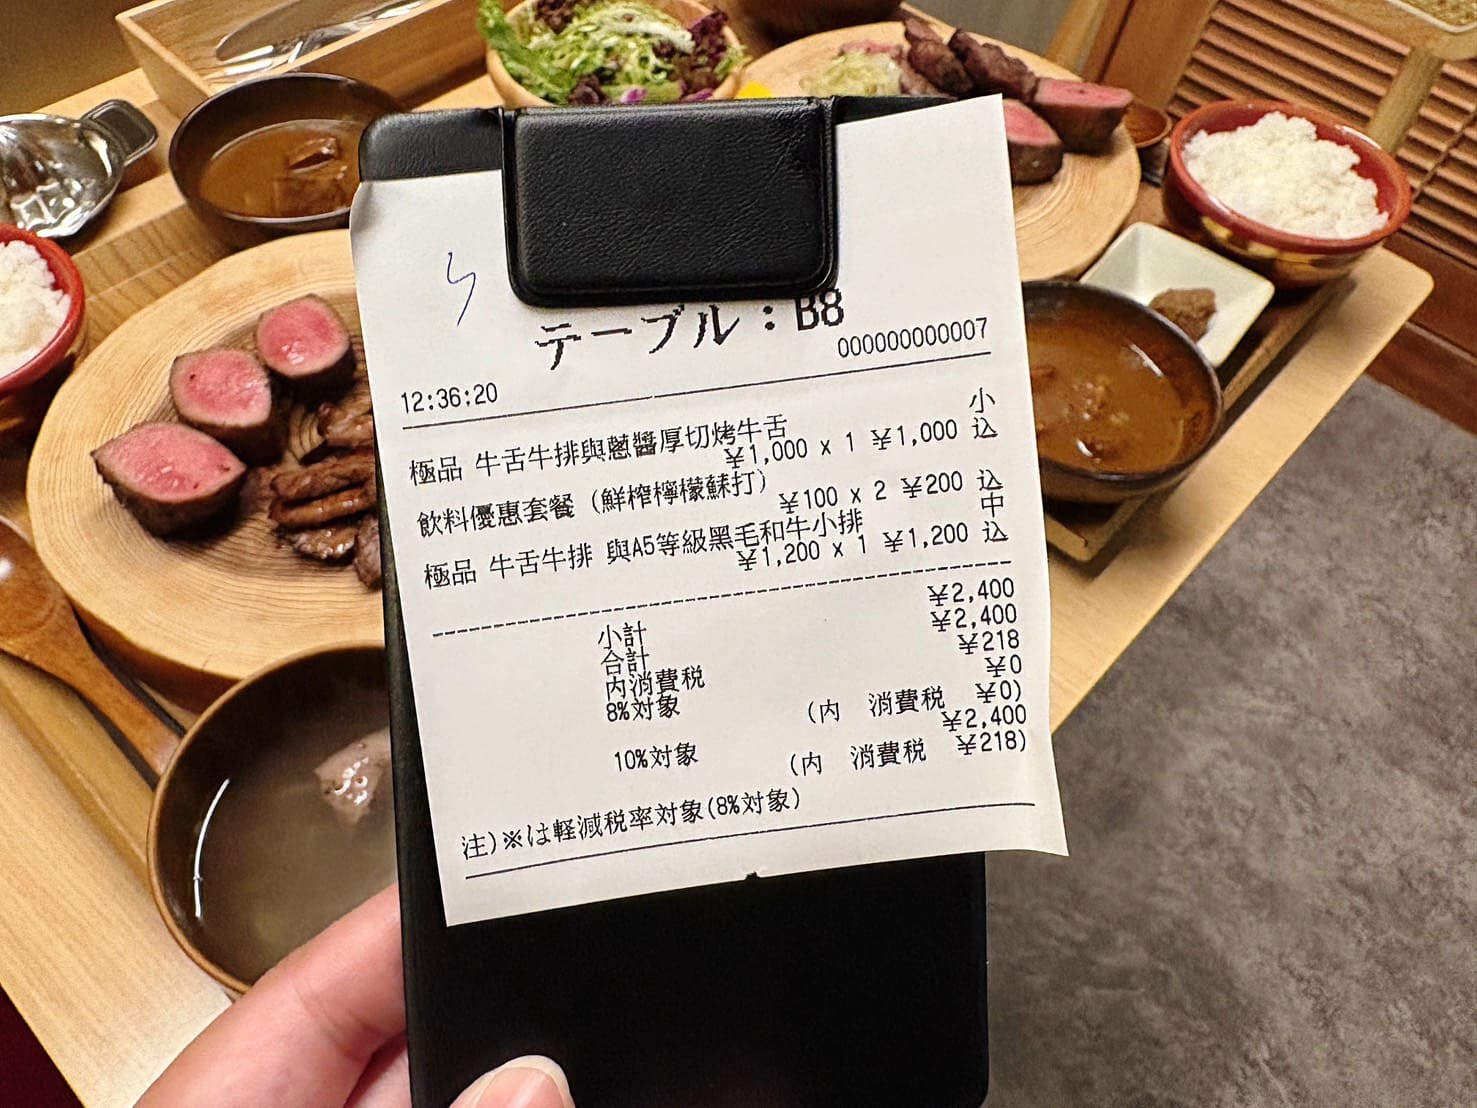 テーブル：B8
000000000007
12:36:20
極品 牛舌牛排與蔥醬厚切烤牛舌 小
¥1,000 x 1 ¥1,000 込
飲料優惠套餐 (鮮榨檸檬蘇打)
¥100 x 2 ¥200 込
極品 牛舌牛排 與A5等級黑毛和牛小排 中
¥1,200 x 1 ¥1,200 込
小計 ¥2,400
合計 ¥2,400
内消費税 ¥218
8%対象 ¥0
(内 消費税 ¥0)
10%対象 ¥2,400
(内 消費税 ¥218)
注)※は軽減税率対象(8%対象)